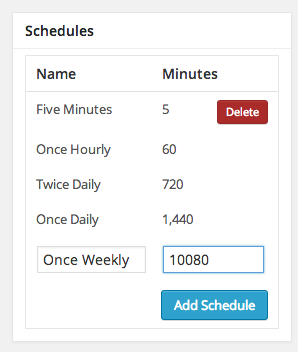 Schedules
Name Minutes
Five Minutes 5 Delete
Once Hourly 60
Twice Daily 720
Once Daily 1,440
Once Weekly 10080
Add Schedule